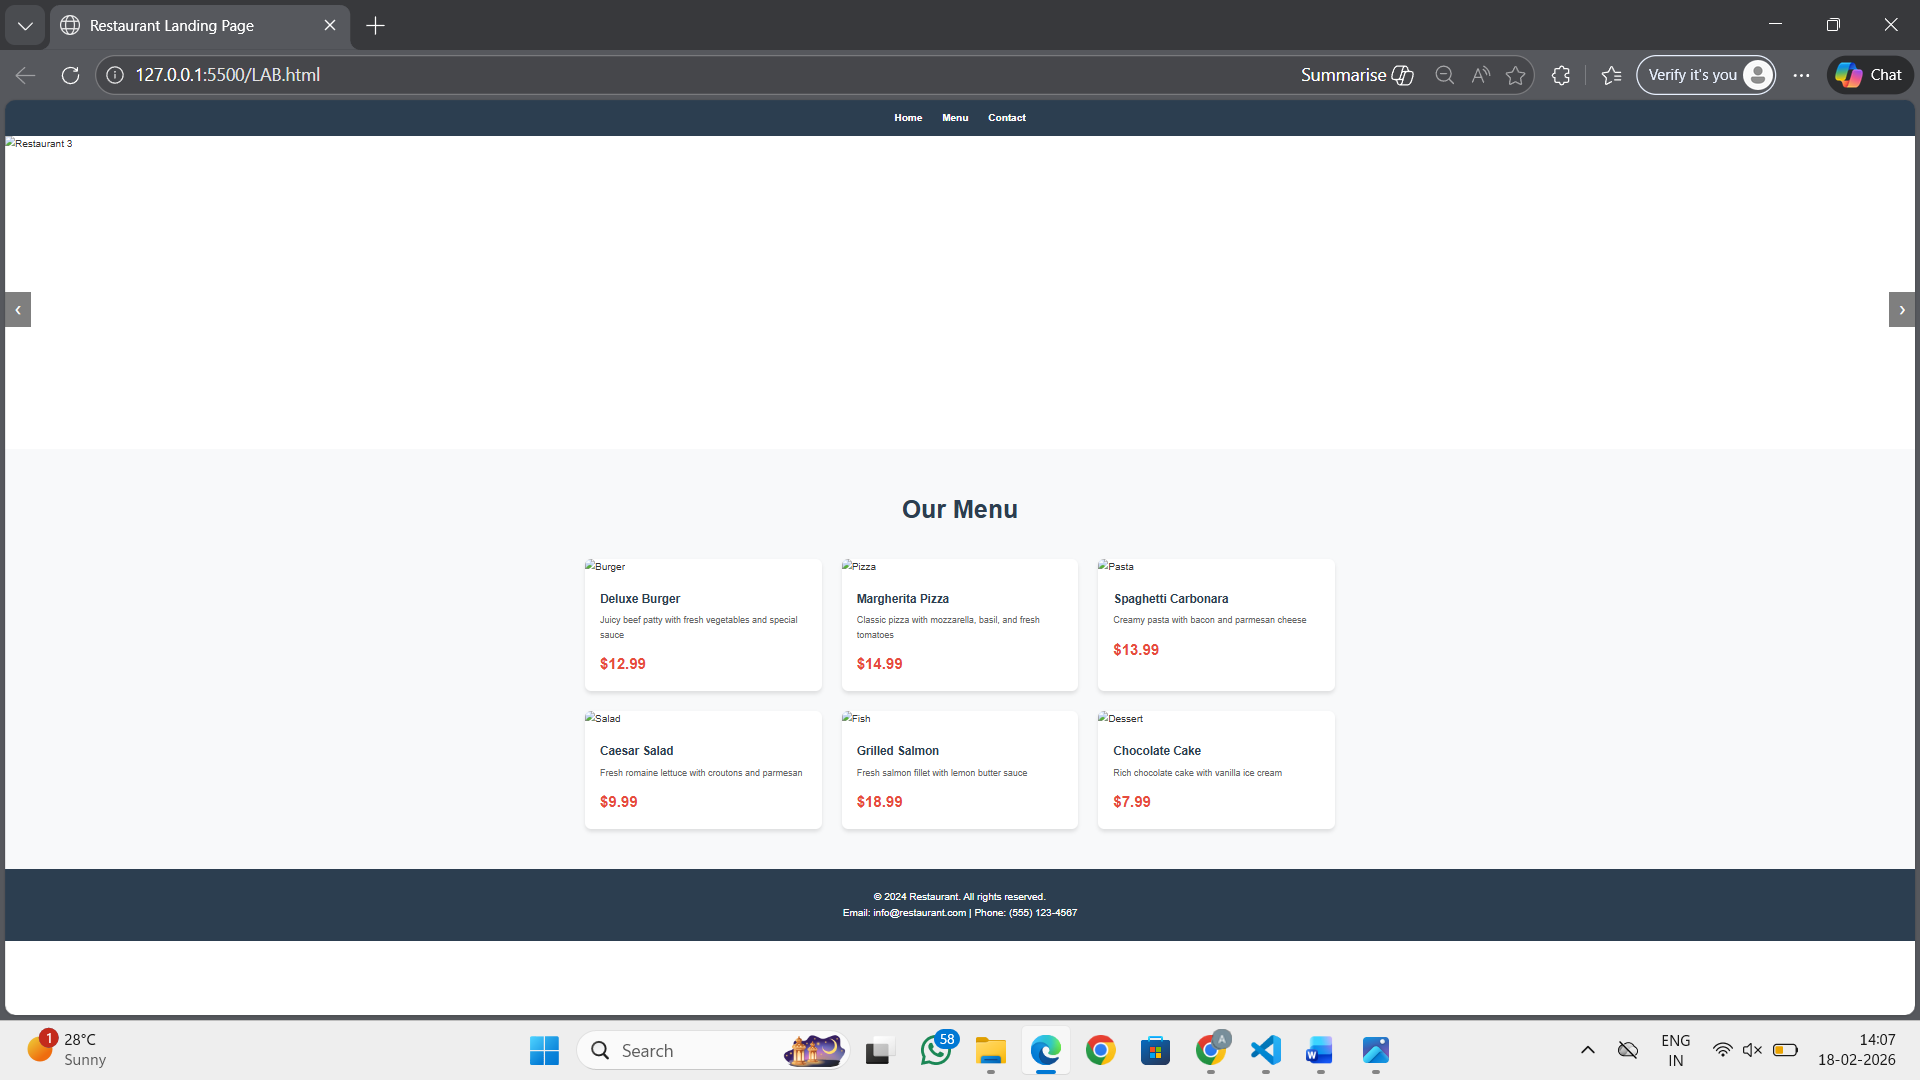 Restaurant Landing Page
127.0.0.1:5500/LAB.html
Summarise
Verify it's you
Chat
Home Menu Contact
Restaurant 3
‹ ›
Our Menu
Burger
Deluxe Burger
Juicy beef patty with fresh vegetables and special
sauce
$12.99
Pizza
Margherita Pizza
Classic pizza with mozzarella, basil, and fresh
tomatoes
$14.99
Pasta
Spaghetti Carbonara
Creamy pasta with bacon and parmesan cheese
$13.99
Salad
Caesar Salad
Fresh romaine lettuce with croutons and parmesan
$9.99
Fish
Grilled Salmon
Fresh salmon fillet with lemon butter sauce
$18.99
Dessert
Chocolate Cake
Rich chocolate cake with vanilla ice cream
$7.99
© 2024 Restaurant. All rights reserved.
Email: info@restaurant.com | Phone: (555) 123-4567
1
28°C
Sunny
Search
58
A
W
ENG
IN
14:07
18-02-2026